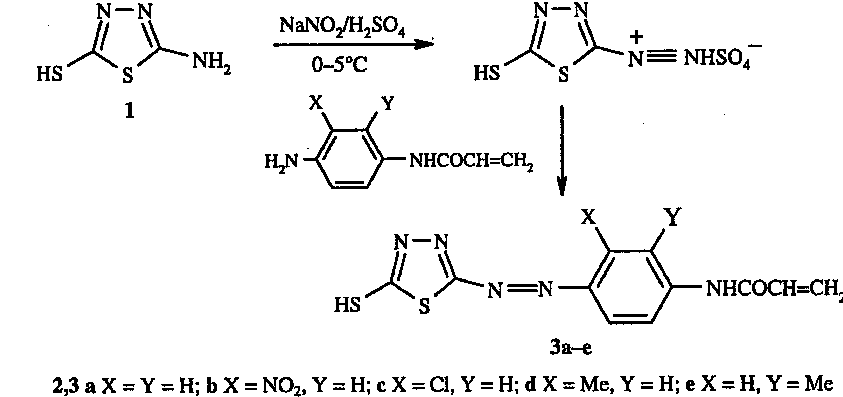 N N
HS S NH₂
1
NaNO₂/H₂SO₄
0–5°C
N N
HS S N≡NHSO₄⁻
+
X Y
H₂N NHCOCH=CH₂
X Y
N N
HS S N=N NHCOCH=CH₂
3a–e
2,3 a X = Y = H; b X = NO₂, Y = H; c X = Cl, Y = H; d X = Me, Y = H; e X = H, Y = Me